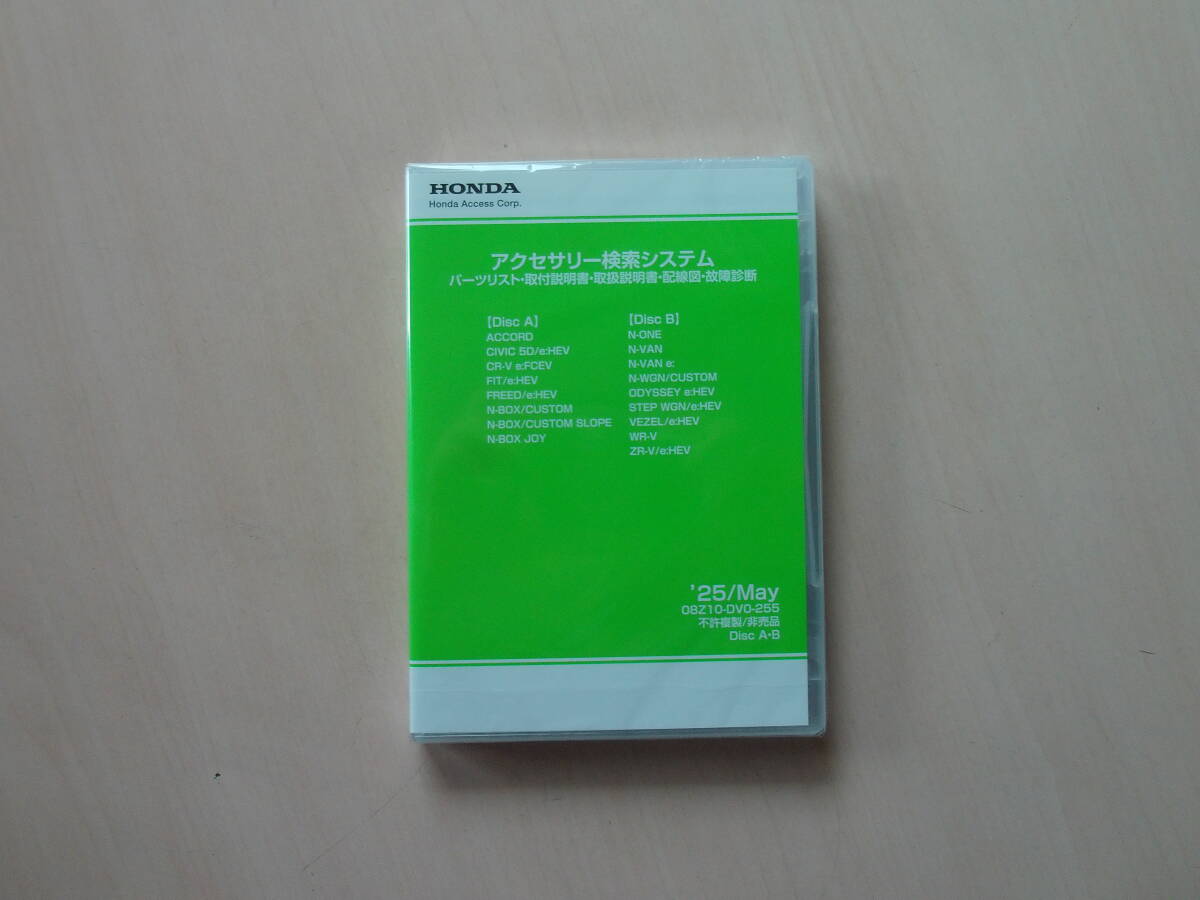 HONDA
Honda Access Corp.
アクセサリー検索システム
パーツリスト・取付説明書・取扱説明書・配線図・故障診断
【Disc A】
ACCORD
CIVIC 5D/e:HEV
CR-V e:FCEV
FIT/e:HEV
FREED/e:HEV
N-BOX/CUSTOM
N-BOX/CUSTOM SLOPE
N-BOX JOY
【Disc B】
N-ONE
N-VAN
N-VAN e:
N-WGN/CUSTOM
ODYSSEY e:HEV
STEP WGN/e:HEV
VEZEL/e:HEV
WR-V
ZR-V/e:HEV
’25/May
08Z10-DV0-255
不許複製/非売品
Disc A・B